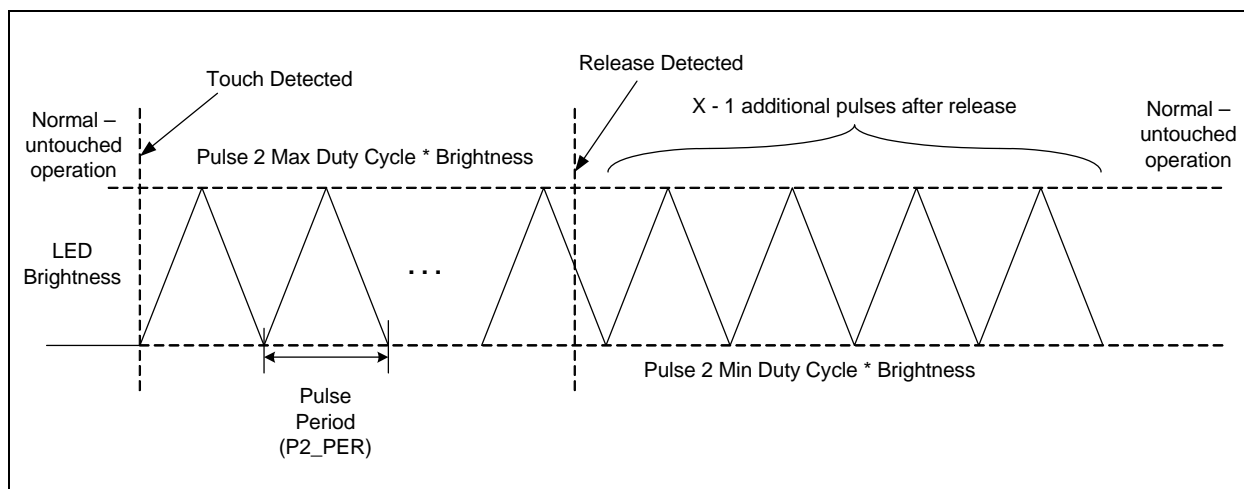 Touch Detected
Release Detected
X - 1 additional pulses after release
Normal –
untouched
operation
Pulse 2 Max Duty Cycle * Brightness
Normal –
untouched
operation
LED
Brightness
. . .
Pulse 2 Min Duty Cycle * Brightness
Pulse
Period
(P2_PER)